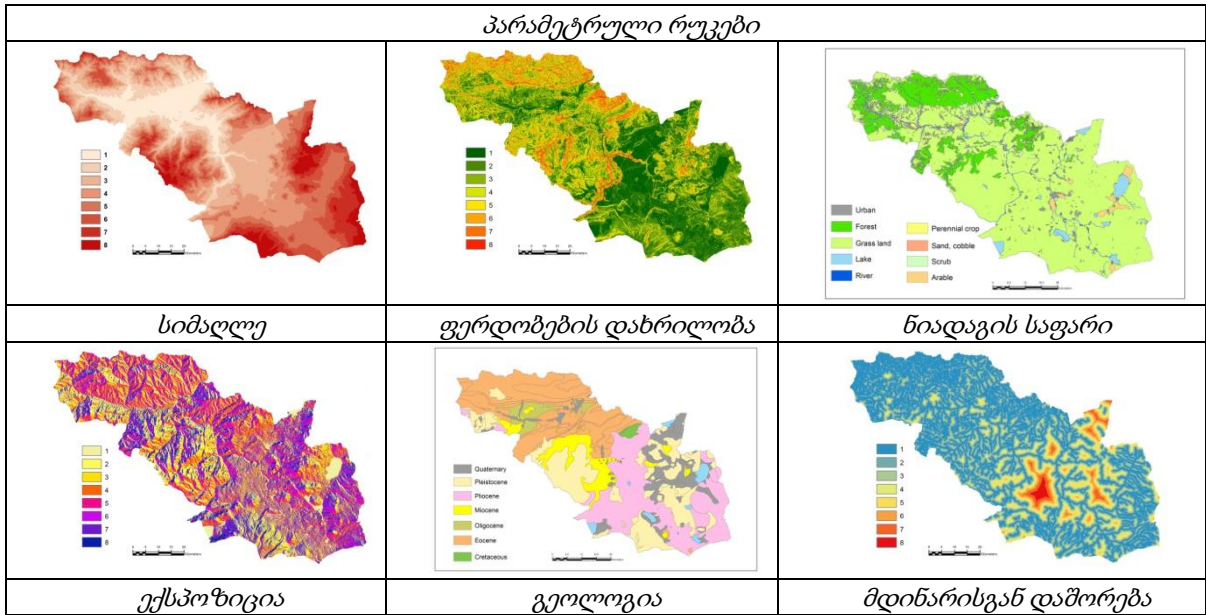 პარამეტრული რუკები
1
2
3
4
5
6
7
8
1
2
3
4
5
6
7
8
Urban
Forest
Grass land
Lake
River
Perennial crop
Sand, cobble
Scrub
Arable
სიმაღლე
ფერდობების დახრილობა
ნიადაგის საფარი
1
2
3
4
5
6
7
8
Quaternary
Pleistocene
Pliocene
Miocene
Oligocene
Eocene
Cretaceous
1
2
3
4
5
6
7
8
ექსპოზიცია
გეოლოგია
მდინარისგან დაშორება